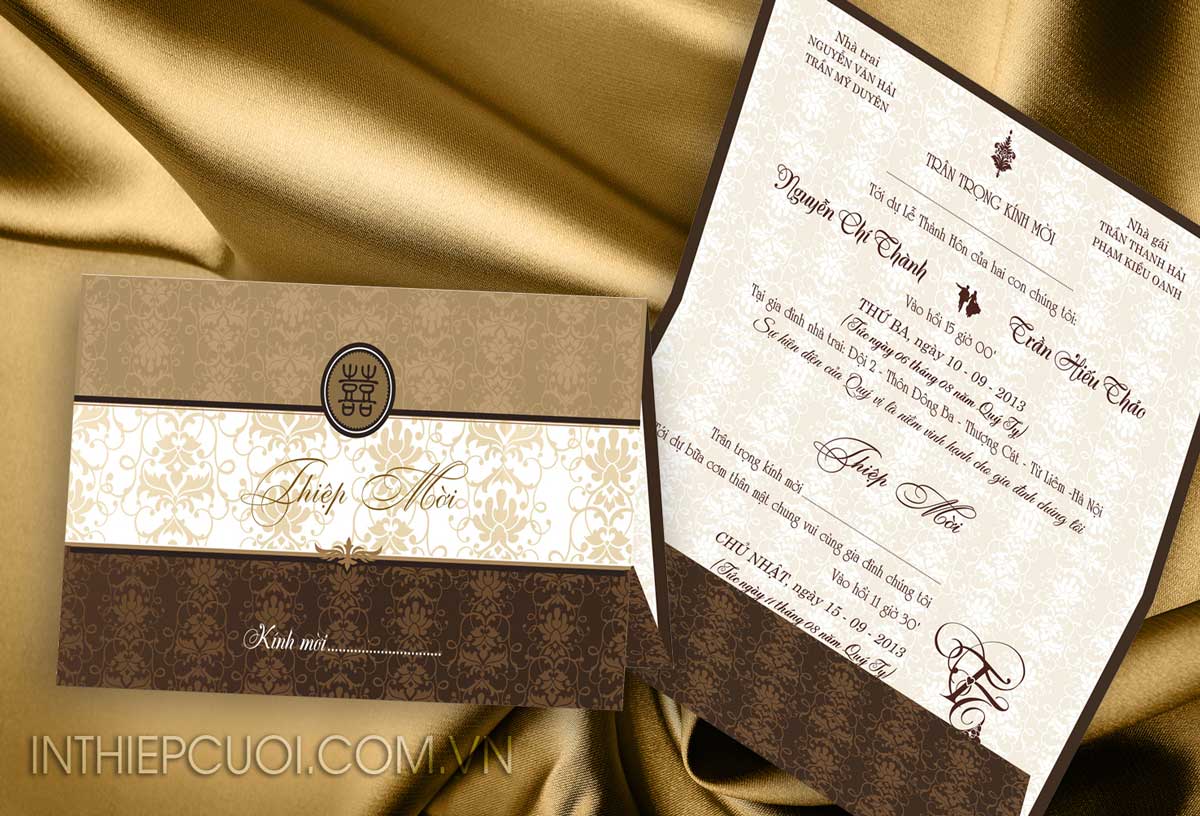 Thiệp Mời
Kính mời............................
Nhà trai
NGUYỄN VĂN HẢI
TRẦN MỸ DUYÊN
Nhà gái
TRẦN THANH HẢI
PHẠM KIỀU OANH
TRÂN TRỌNG KÍNH MỜI
Tới dự Lễ Thành Hôn của hai con chúng tôi:
Nguyễn Chí Thành
Trần Hiếu Thảo
Vào hồi 15 giờ 00'
THỨ BA, ngày 10 - 09 - 2013
(Tức ngày 06 tháng 08 năm Quý Tỵ)
Tại gia đình nhà trai: Đội 2 - Thôn Đông Ba - Thượng Cát - Từ Liêm -Hà Nội
Sự hiện diện của Quý vị là niềm vinh hạnh cho gia đình chúng tôi
Thiệp Mời
Trân trọng kính mời
Tới dự bữa cơm thân mật chung vui cùng gia đình chúng tôi
Vào hồi 11 giờ 30'
CHỦ NHẬT, ngày 15 - 09 - 2013
(Tức ngày 11 tháng 08 năm Quý Tỵ)
INTHIEPCUOI.COM.VN